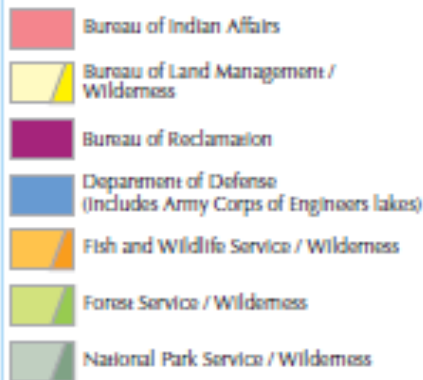 Bureau of Indian Affairs
Bureau of Land Management /
Wilderness
Bureau of Reclamation
Department of Defense
(includes Army Corps of Engineers lakes)
Fish and Wildlife Service / Wilderness
Forest Service / Wilderness
National Park Service / Wilderness